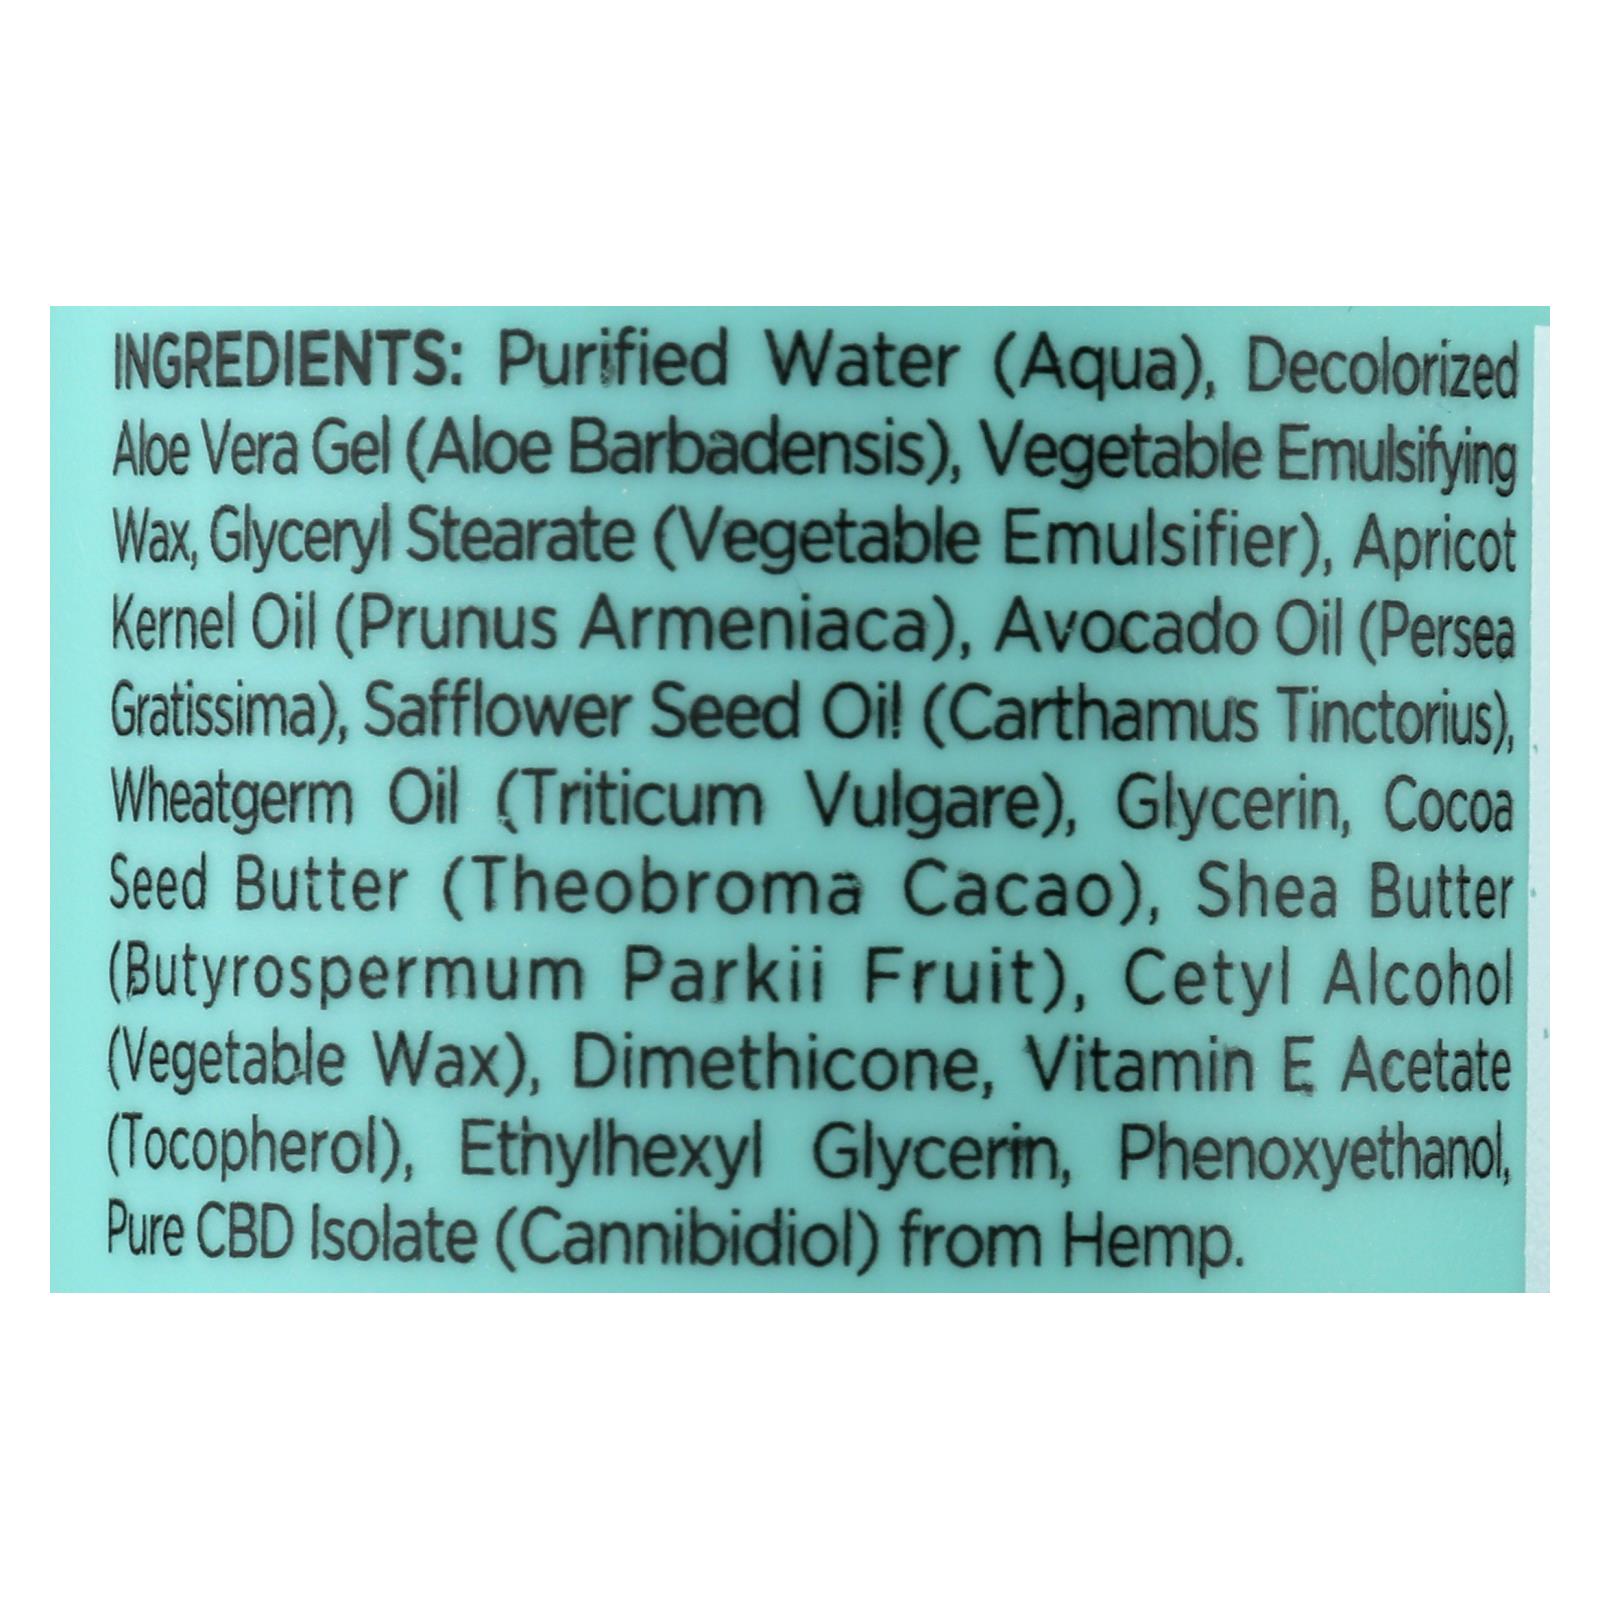 INGREDIENTS: Purified Water (Aqua), Decolorized
Aloe Vera Gel (Aloe Barbadensis), Vegetable Emulsifying
Wax, Glyceryl Stearate (Vegetable Emulsifier), Apricot
Kernel Oil (Prunus Armeniaca), Avocado Oil (Persea
Gratissima), Safflower Seed Oil (Carthamus Tinctorius),
Wheatgerm Oil (Triticum Vulgare), Glycerin, Cocoa
Seed Butter (Theobroma Cacao), Shea Butter
(Butyrospermum Parkii Fruit), Cetyl Alcohol
(Vegetable Wax), Dimethicone, Vitamin E Acetate
(Tocopherol), Ethylhexyl Glycerin, Phenoxyethanol,
Pure CBD Isolate (Cannibidiol) from Hemp.